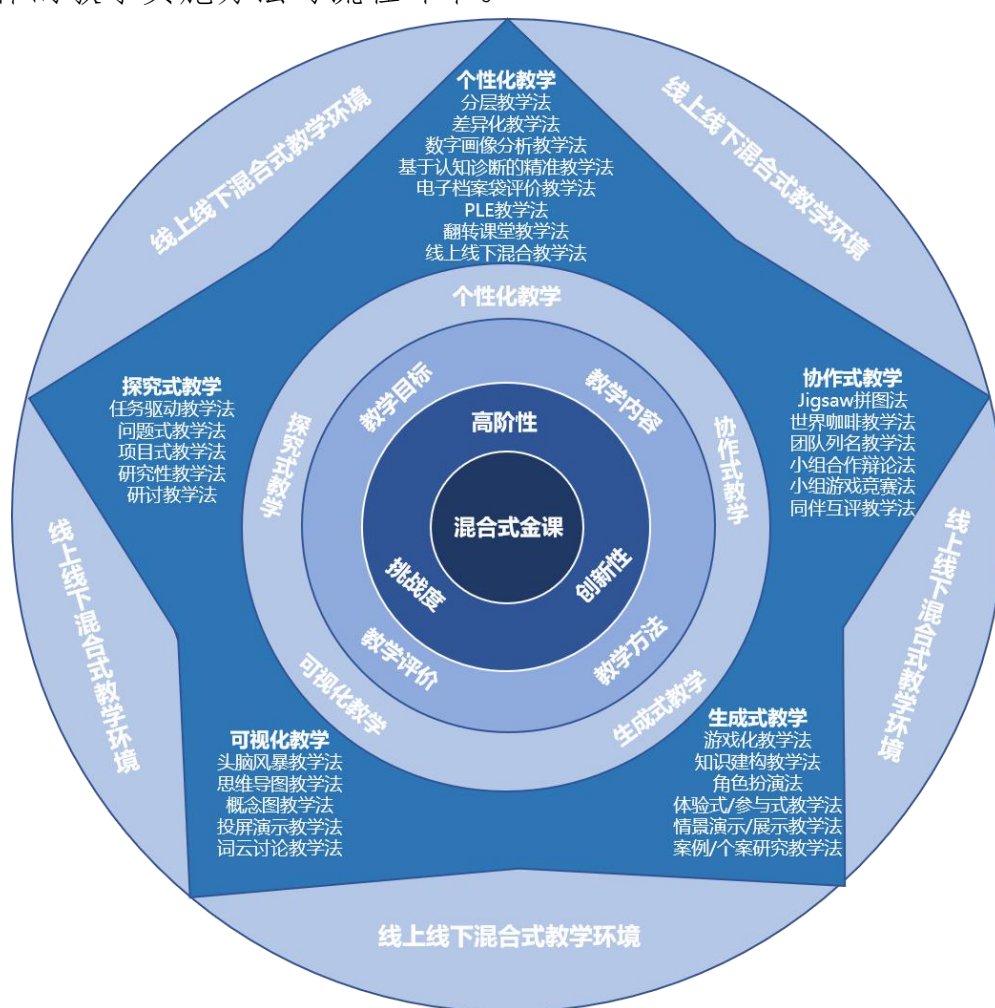 线上线下混合式教学环境
线上线下混合式教学环境
个性化教学
分层教学法
差异化教学法
数字画像分析教学法
基于认知诊断的精准教学法
电子档案袋评价教学法
PLE教学法
翻转课堂教学法
线上线下混合教学法
个性化教学
探究式教学
任务驱动教学法
问题式教学法
项目式教学法
研究性教学法
研讨教学法
探究式教学
教学目标
教学内容
协作式教学
协作式教学
Jigsaw拼图法
世界咖啡教学法
团队列名教学法
小组合作辩论法
小组游戏竞赛法
同伴互评教学法
高阶性
混合式金课
挑战度
创新性
教学评价
教学方法
可视化教学
生成式教学
线上线下混合式教学环境
线上线下混合式教学环境
可视化教学
头脑风暴教学法
思维导图教学法
概念图教学法
投屏演示教学法
词云讨论教学法
生成式教学
游戏化教学法
知识建构教学法
角色扮演法
体验式/参与式教学法
情景演示/展示教学法
案例/个案研究教学法
线上线下混合式教学环境